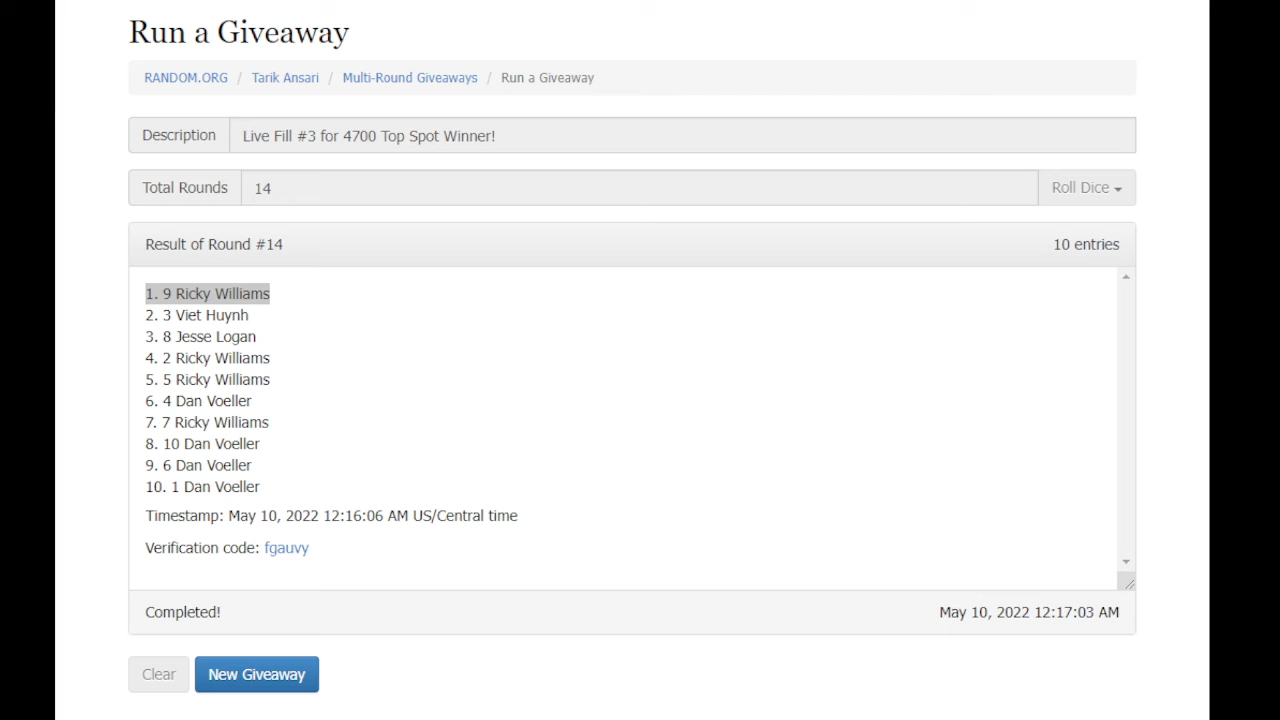 Run a Giveaway
RANDOM.ORG / Tarik Ansari / Multi-Round Giveaways / Run a Giveaway
Description Live Fill #3 for 4700 Top Spot Winner!
Total Rounds 14 Roll Dice
Result of Round #14 10 entries
1. 9 Ricky Williams
2. 3 Viet Huynh
3. 8 Jesse Logan
4. 2 Ricky Williams
5. 5 Ricky Williams
6. 4 Dan Voeller
7. 7 Ricky Williams
8. 10 Dan Voeller
9. 6 Dan Voeller
10. 1 Dan Voeller
Timestamp: May 10, 2022 12:16:06 AM US/Central time
Verification code: fgauvy
Completed! May 10, 2022 12:17:03 AM
Clear New Giveaway